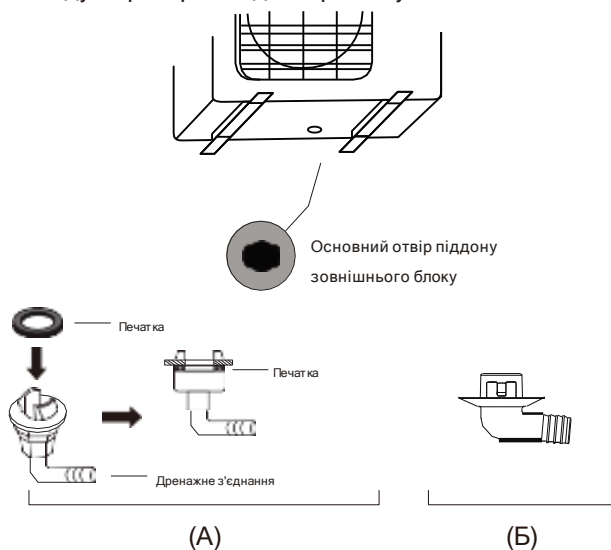 Основний отвір піддону
зовнішнього блоку
Печатка
Печатка
Дренажне з'єднання
(А)
(Б)